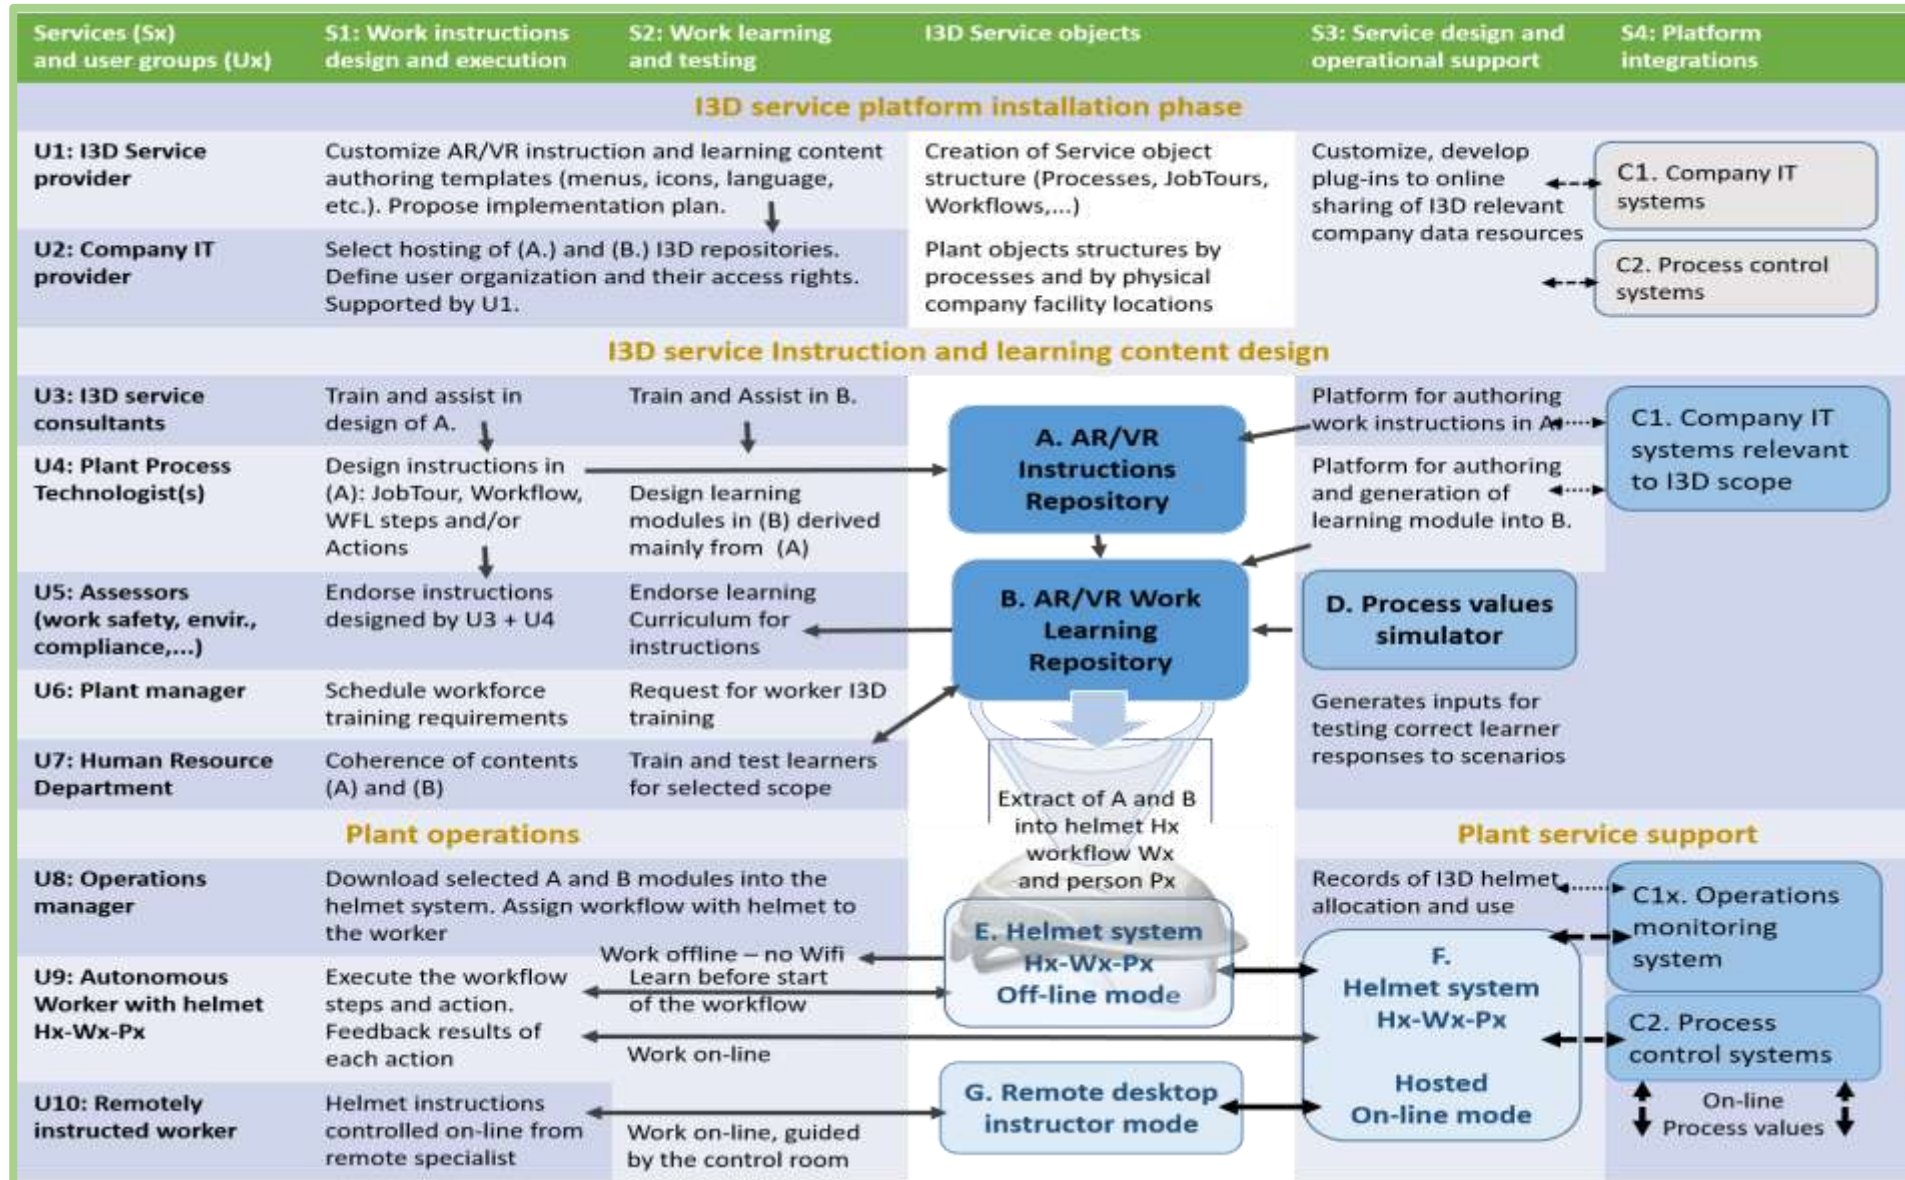 Services (Sx)
and user groups (Ux)
S1: Work instructions
design and execution
S2: Work learning
and testing
I3D Service objects
S3: Service design and
operational support
S4: Platform
integrations
I3D service platform installation phase
U1: I3D Service
provider
Customize AR/VR instruction and learning content
authoring templates (menus, icons, language,
etc.). Propose implementation plan.
Creation of Service object
structure (Processes, JobTours,
Workflows,...)
Customize, develop
plug-ins to online
sharing of I3D relevant
company data resources
C1. Company IT
systems
U2: Company IT
provider
Select hosting of (A.) and (B.) I3D repositories.
Define user organization and their access rights.
Supported by U1.
Plant objects structures by
processes and by physical
company facility locations
C2. Process control
systems
I3D service Instruction and learning content design
U3: I3D service
consultants
Train and assist in
design of A.
Train and Assist in B.
A. AR/VR
Instructions
Repository
Platform for authoring
work instructions in A.
C1. Company IT
systems relevant
to I3D scope
U4: Plant Process
Technologist(s)
Design instructions in
(A): JobTour, Workflow,
WFL steps and/or
Actions
Design learning
modules in (B) derived
mainly from (A)
Platform for authoring
and generation of
learning module into B.
U5: Assessors
(work safety, envir.,
compliance,...)
Endorse instructions
designed by U3 + U4
Endorse learning
Curriculum for
instructions
B. AR/VR Work
Learning
Repository
D. Process values
simulator
U6: Plant manager
Schedule workforce
training requirements
Request for worker I3D
training
Generates inputs for
testing correct learner
responses to scenarios
U7: Human Resource
Department
Coherence of contents
(A) and (B)
Train and test learners
for selected scope
Extract of A and B
into helmet Hx
workflow Wx
and person Px
Plant operations
Plant service support
U8: Operations
manager
Download selected A and B modules into the
helmet system. Assign workflow with helmet to
the worker
Records of I3D helmet
allocation and use
C1x. Operations
monitoring
system
U9: Autonomous
Worker with helmet
Hx-Wx-Px
Execute the workflow
steps and action.
Feedback results of
each action
Work offline – no Wifi
Learn before start
of the workflow
Work on-line
E. Helmet system
Hx-Wx-Px
Off-line mode
F.
Helmet system
Hx-Wx-Px
Hosted
On-line mode
C2. Process
control systems
On-line
Process values
U10: Remotely
instructed worker
Helmet instructions
controlled on-line from
remote specialist
Work on-line, guided
by the control room
G. Remote desktop
instructor mode